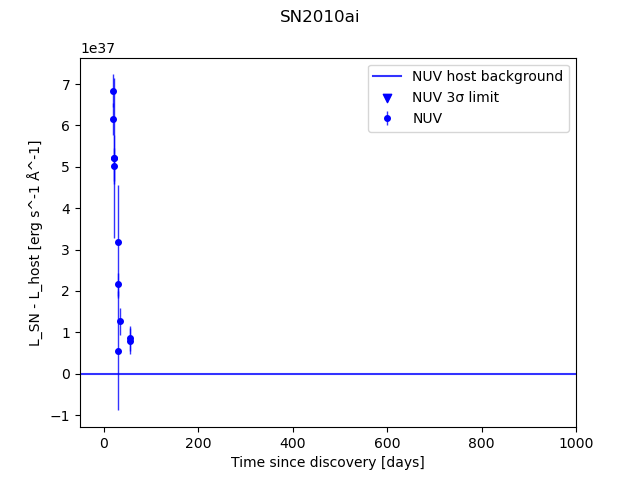 SN2010ai
1e37
NUV host background
NUV 3σ limit
NUV
7
6
5
4
3
2
1
0
−1
L_SN - L_host [erg s^-1 Å^-1]
0 200 400 600 800 1000
Time since discovery [days]